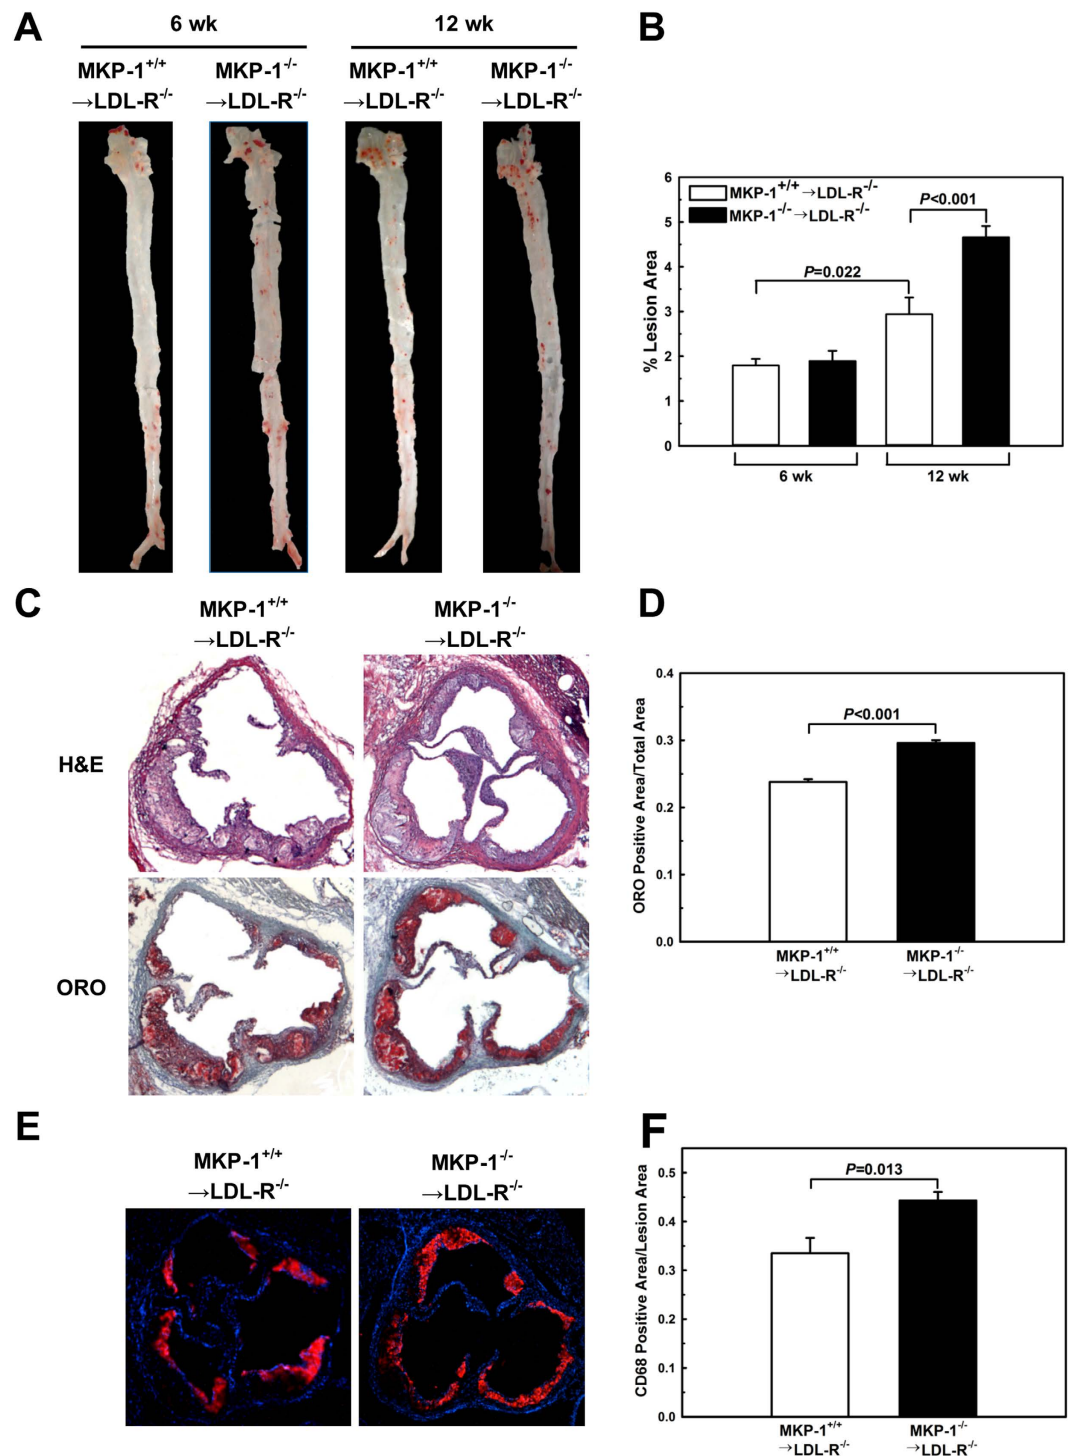 A
6 wk
12 wk
MKP-1+/+
→LDL-R-/-
MKP-1-/-
→LDL-R-/-
MKP-1+/+
→LDL-R-/-
MKP-1-/-
→LDL-R-/-
B
% Lesion Area
6
5
4
3
2
1
0
MKP-1+/+→LDL-R-/-
MKP-1-/-→LDL-R-/-
P<0.001
P=0.022
6 wk
12 wk
C
MKP-1+/+
→LDL-R-/-
MKP-1-/-
→LDL-R-/-
H&E
ORO
D
ORO Positive Area/Total Area
0.4
0.3
0.2
0.1
0.0
P<0.001
MKP-1+/+
→LDL-R-/-
MKP-1-/-
→LDL-R-/-
E
MKP-1+/+
→LDL-R-/-
MKP-1-/-
→LDL-R-/-
F
CD68 Positive Area/Lesion Area
0.5
0.4
0.3
0.2
0.1
0.0
P=0.013
MKP-1+/+
→LDL-R-/-
MKP-1-/-
→LDL-R-/-